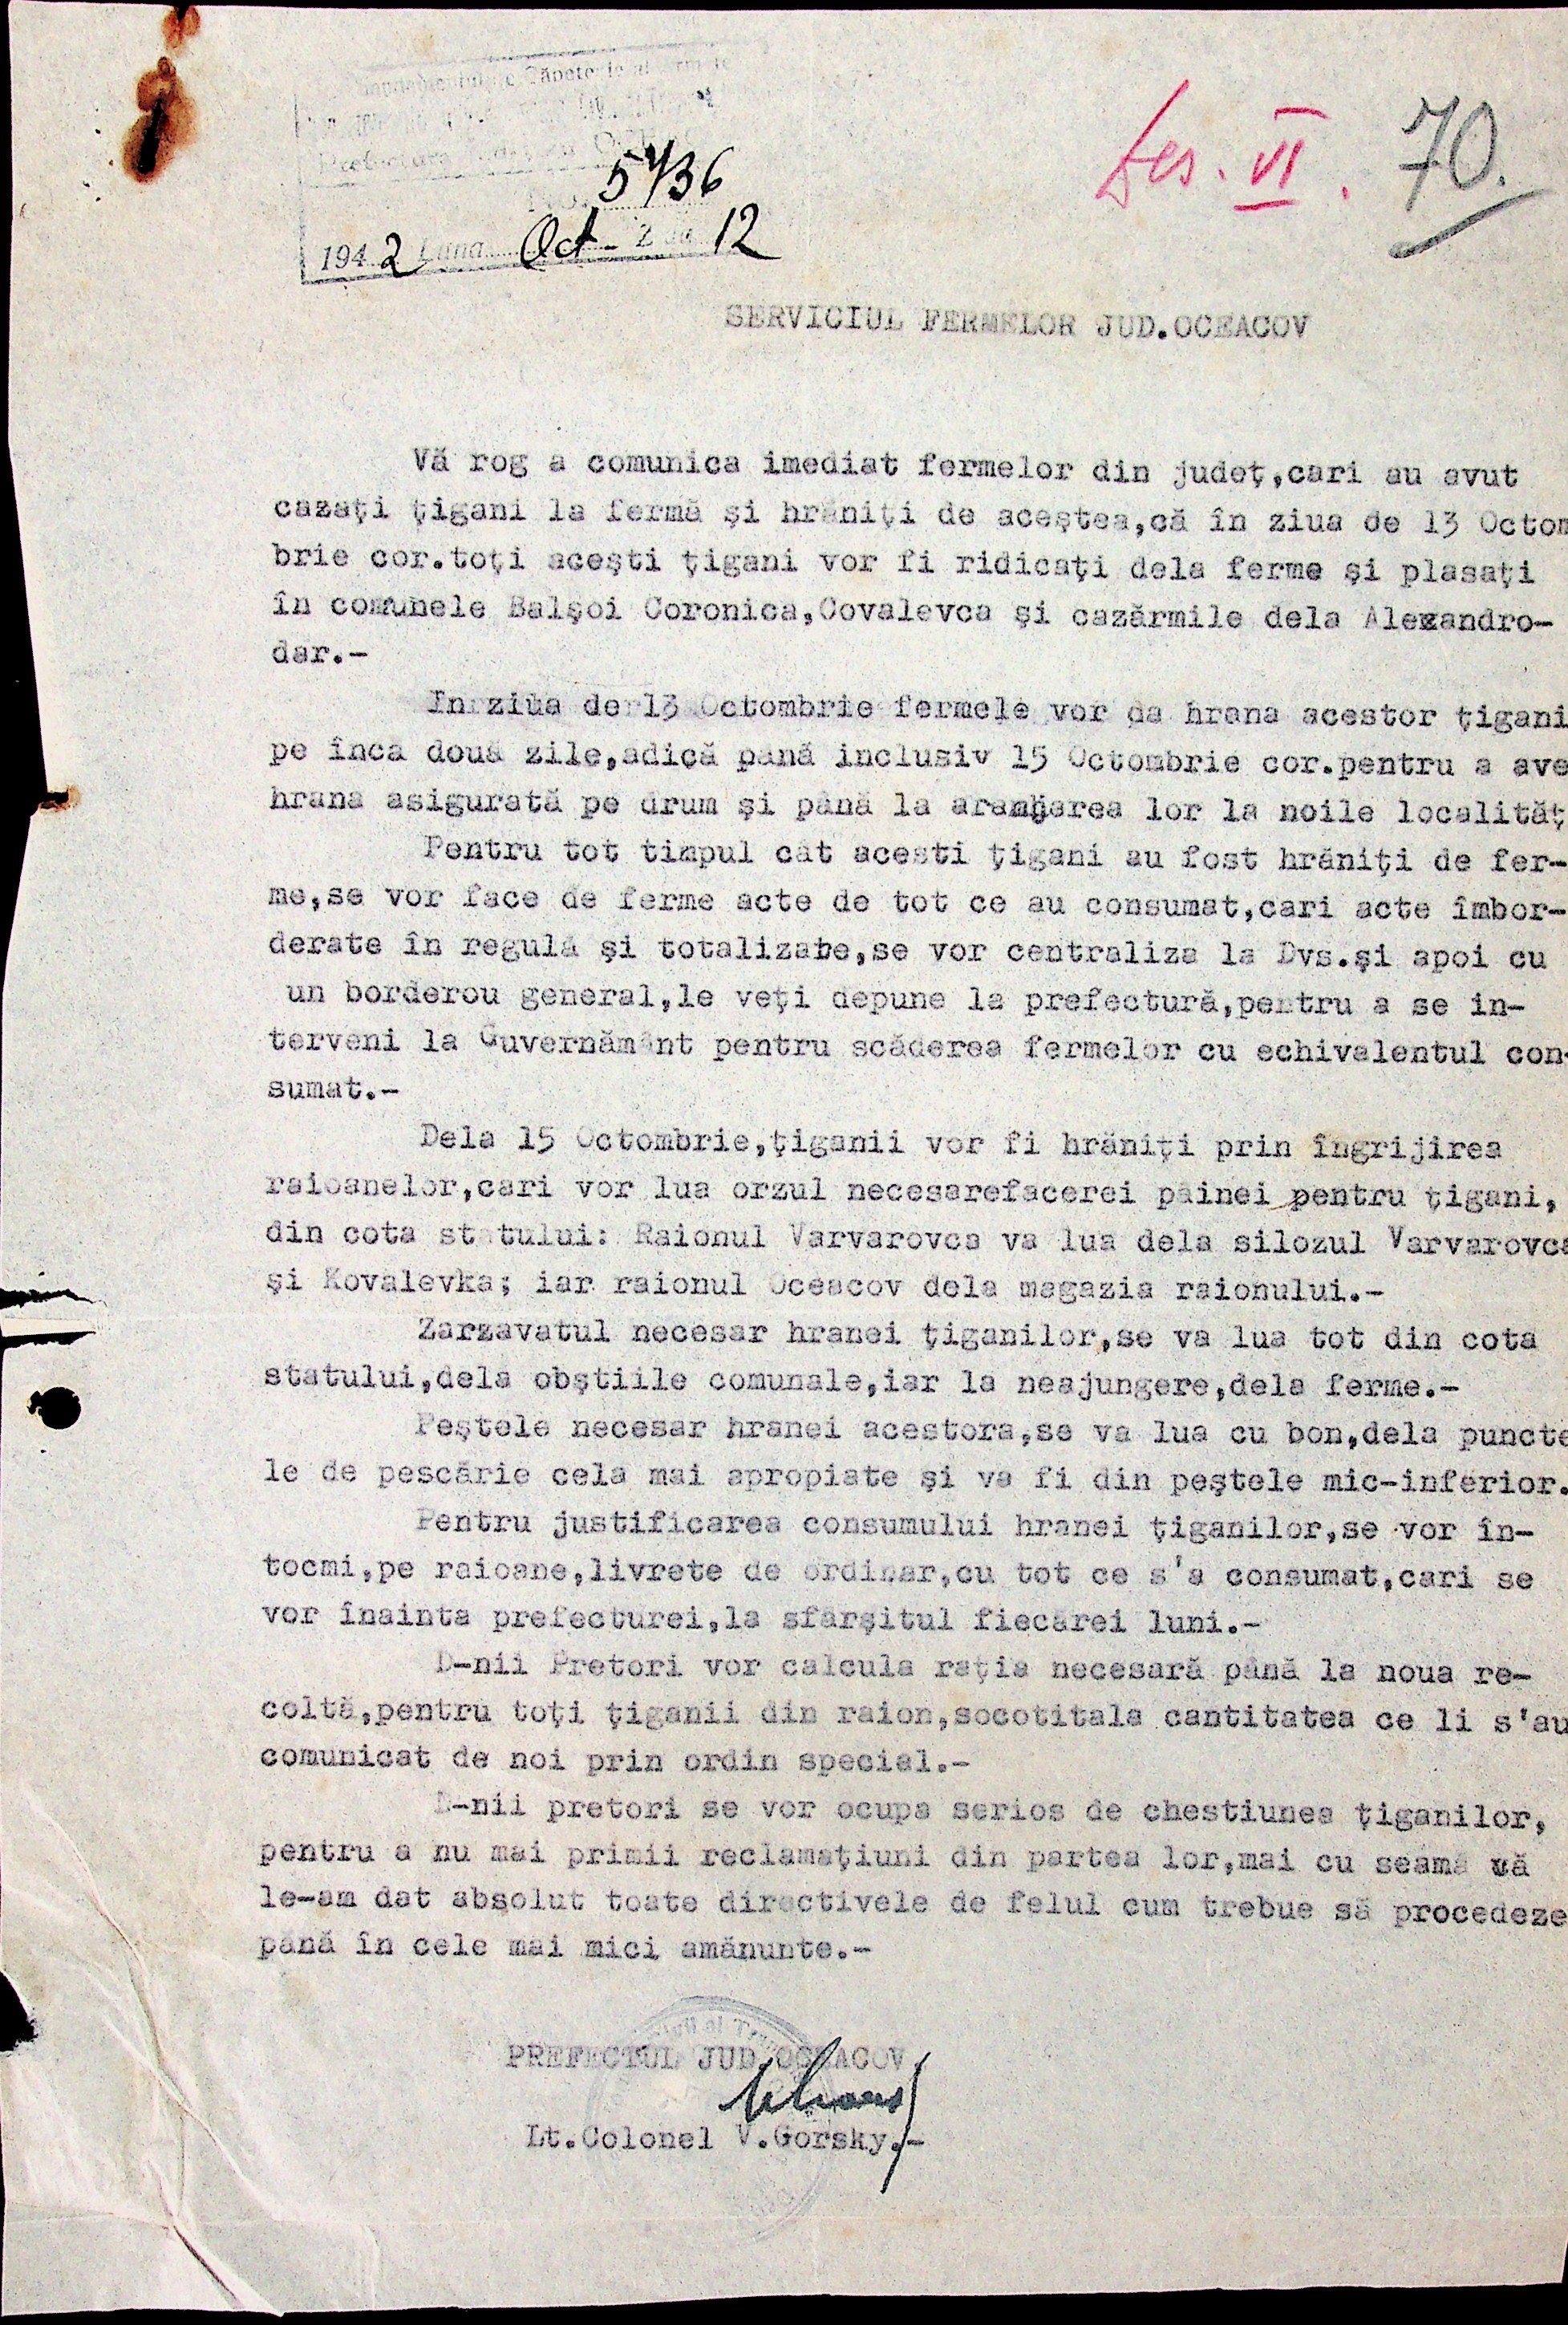 Prefectura
5736
1942 Luna Oct- Ziua 12
Des. VI. 70.
SERVICIUL FERMELOR JUD.OCEACOV
Vă rog a comunica imediat fermelor din județ,cari au avut
cazați țigani la fermă și hrăniți de aceștea,că în ziua de 13 Octom
brie cor.toți acești țigani vor fi ridicați dela ferme și plasați
în comunele Balșoi Coronica,Covalevca și cazărmile dela Alexandro-
dar.-
In ziua de 13 Octombrie fermele vor da hrana acestor țigani
pe înca două zile,adică pană inclusiv 15 Octombrie cor.pentru a ave
hrana asigurată pe drum și până la lor la noile localităț
Pentru tot timpul cât acesti țigani au fost hrăniți de fer-
me,se vor face de ferme acte de tot ce au consumat,cari acte îmbor-
derate în regulă și totalizate,se vor centraliza la Dvs.și apoi cu
un borderou general,le veți depune la prefectură,pentru a se in-
terveni la Guvernământ pentru scăderea fermelor cu echivalentul con-
sumat.-
Dela 15 Octombrie,țiganii vor fi hrăniți prin îngrijirea
raioanelor,cari vor lua orzul necesarefacerei pâinei pentru țigani,
din cota statului: Raionul Varvarovca va lua dela silozul Varvarovca
și Kovalevka; iar raionul Oceacov dela magazia raionului.-
Zarzavatul necesar hranei țiganilor,se va lua tot din cota
statului,dela obștiile comunale,iar la neajungere,dela ferme.-
Peștele necesar hranei acestora,se va lua cu bon,dela puncte
le de pescărie cela mai apropiate și va fi din peștele mic-inferior.
Pentru justificarea consumului hranei țiganilor,se vor în-
tocmi,pe raioane,livrete de ordinar,cu tot ce s'a consumat,cari se
vor înainta prefecturei,la sfârșitul fiecărei luni.-
D-nii Pretori vor calcula rația necesară până la noua re-
coltă,pentru toți țiganii din raion,socotitala cantitatea ce li s'au
comunicat de noi prin ordin special.-
D-nii pretori se vor ocupa serios de chestiunea țiganilor,
pentru a nu mai primii reclamațiuni din partea lor,mai cu seamă că
le-am dat absolut toate directivele de felul cum trebue să procedeze
până în cele mai mici amănunte.-
PREFECTUL JUD.OCEACOV,
Lt.Colonel V.Gorsky.-